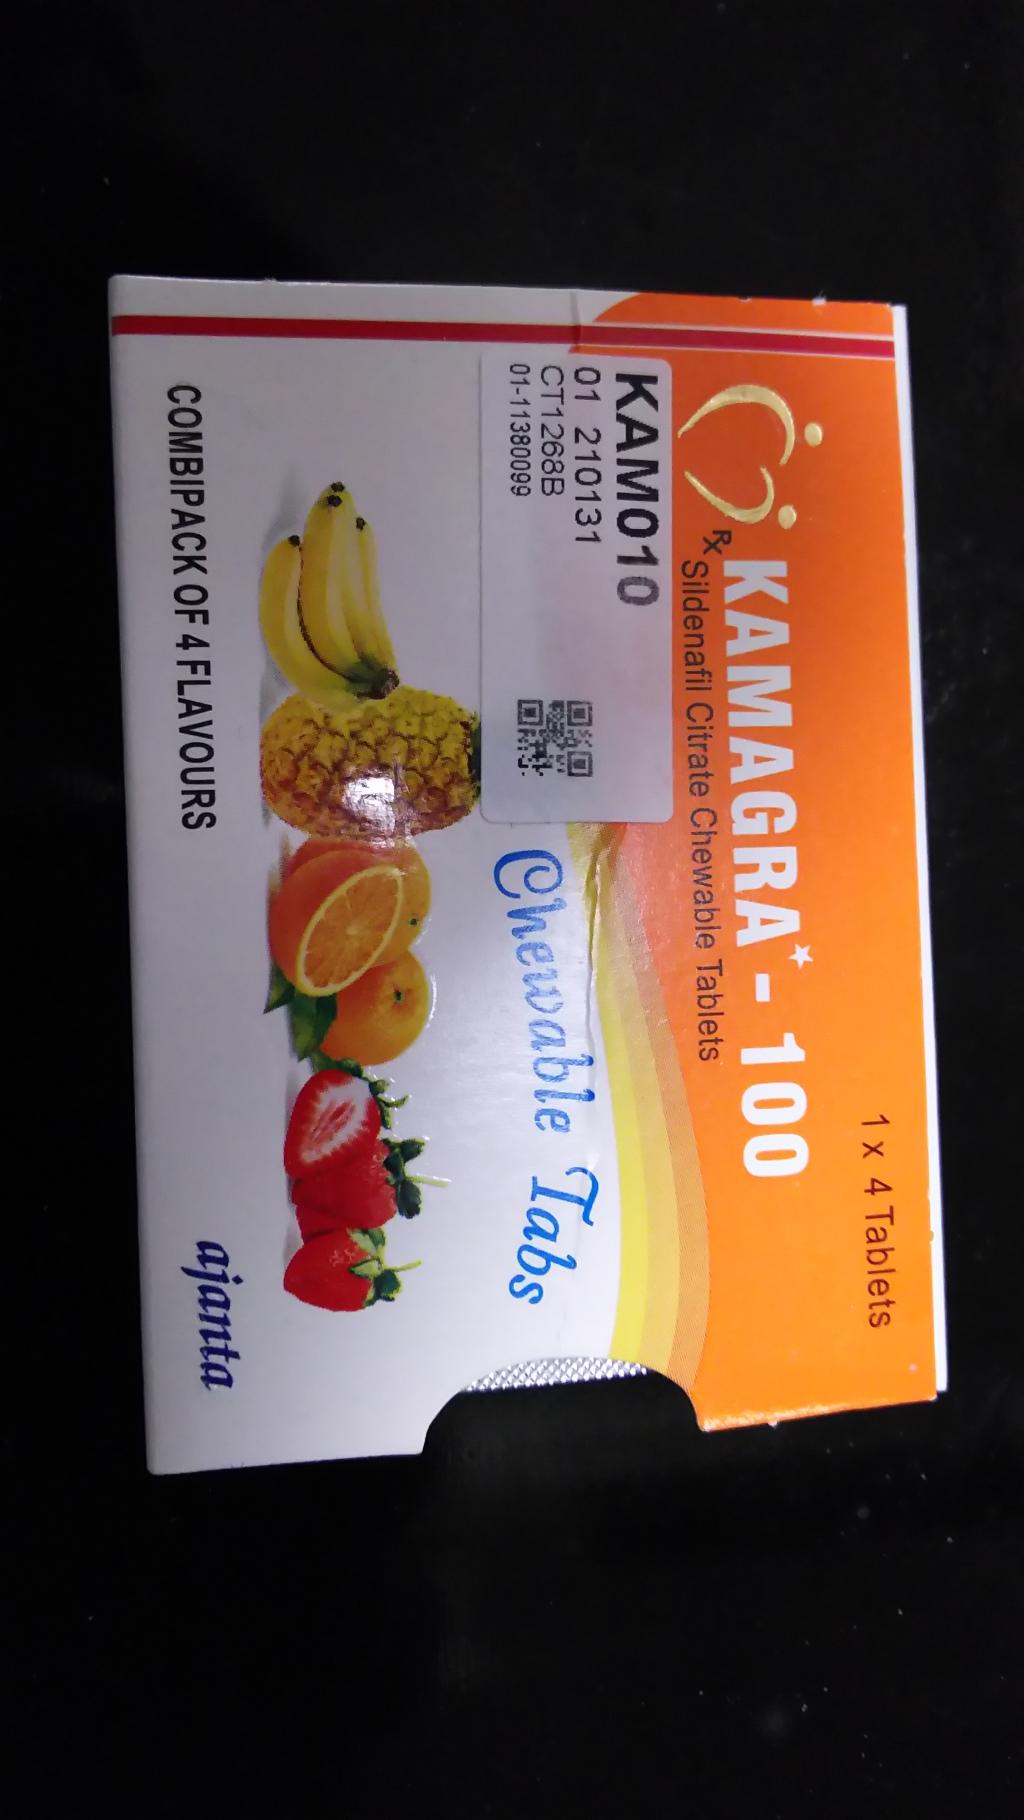 1 x 4 Tablets
KAMAGRA* - 100
Rx Sildenafil Citrate Chewable Tablets
KAM010
01 210131
CT1268B
01-11380099
Chewable Tabs
COMBIPACK OF 4 FLAVOURS
ajanta